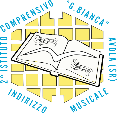 2° ISTITUTO COMPRENSIVO "G BIANCA" AVOLA (SR)
INDIRIZZO MUSICALE